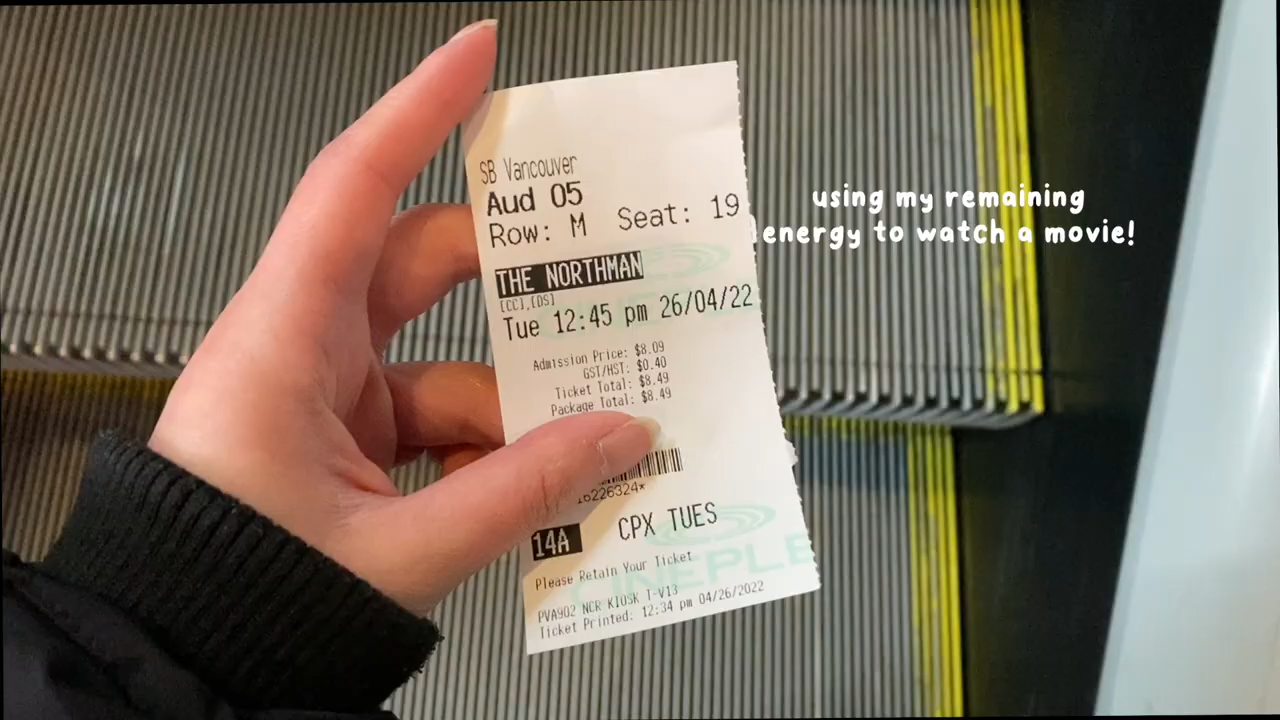 SB Vancouver
Aud 05
Row: M Seat: 19
THE NORTHMAN
[CC],[DS]
Tue 12:45 pm 26/04/22
Admission Price: $8.09
GST/HST: $0.40
Ticket Total: $8.49
Package Total: $8.49
6226324*
14A CPX TUES
Please Retain Your Ticket
CINEPLE
PVA902 NCR KIOSK T-V13
Ticket Printed: 12:34 pm 04/26/2022
using my remaining
energy to watch a movie!